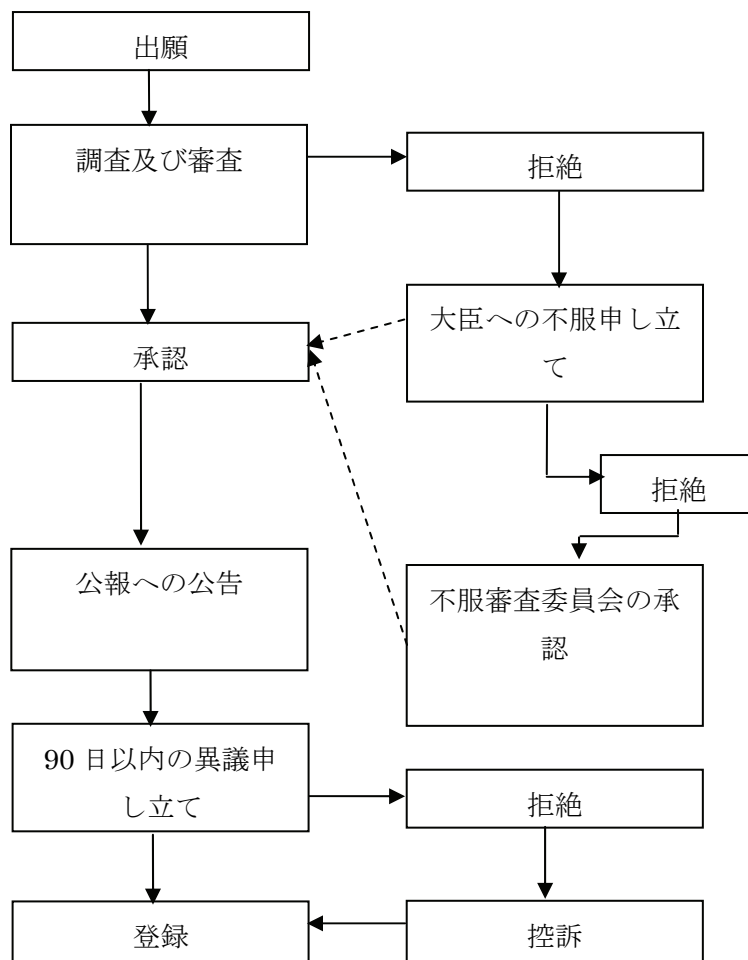 出願
調査及び審査
拒絶
大臣への不服申し立
て
承認
拒絶
公報への公告
不服審査委員会の承
認
90 日以内の異議申
し立て
拒絶
登録
控訴